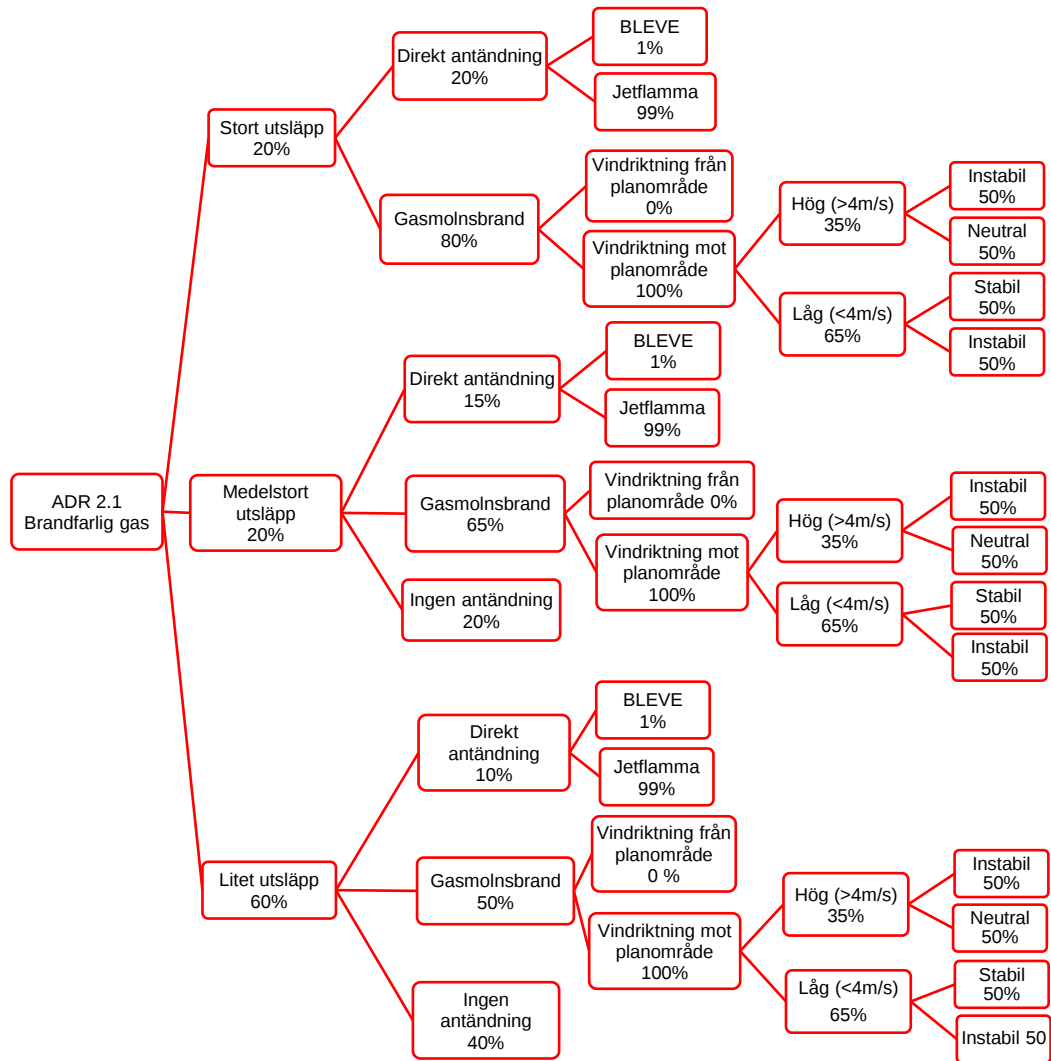 BLEVE
1%
Direkt antändning
20%
Jetflamma
99%
Stort utsläpp
20%
Vindriktning från
planområde
0%
Gasmolnsbrand
80%
Vindriktning mot
planområde
100%
Hög (>4m/s)
35%
Instabil
50%
Neutral
50%
Låg (<4m/s)
65%
Stabil
50%
Instabil
50%
BLEVE
1%
Direkt antändning
15%
Jetflamma
99%
ADR 2.1
Brandfarlig gas
Medelstort
utsläpp
20%
Gasmolnsbrand
65%
Vindriktning från
planområde 0%
Vindriktning mot
planområde
100%
Hög (>4m/s)
35%
Instabil
50%
Neutral
50%
Låg (<4m/s)
65%
Stabil
50%
Instabil
50%
Ingen antändning
20%
BLEVE
1%
Direkt
antändning
10%
Jetflamma
99%
Litet utsläpp
60%
Gasmolnsbrand
50%
Vindriktning från
planområde
0 %
Vindriktning mot
planområde
100%
Hög (>4m/s)
35%
Instabil
50%
Neutral
50%
Låg (<4m/s)
65%
Stabil
50%
Instabil 50
Ingen
antändning
40%